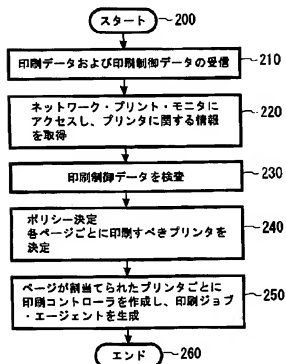 スタート 200
印刷データおよび印刷制御データの受信 210
ネットワーク・プリント・モニタに
アクセスし、プリンタに関する情報 220
を取得
印刷制御データを検査 230
ポリシー決定
各ページごとに印刷すべきプリンタを 240
決定
ページが割当てられたプリンタごとに
印刷コントローラを作成し、印刷ジョブ 250
・エージェントを生成
エンド 260